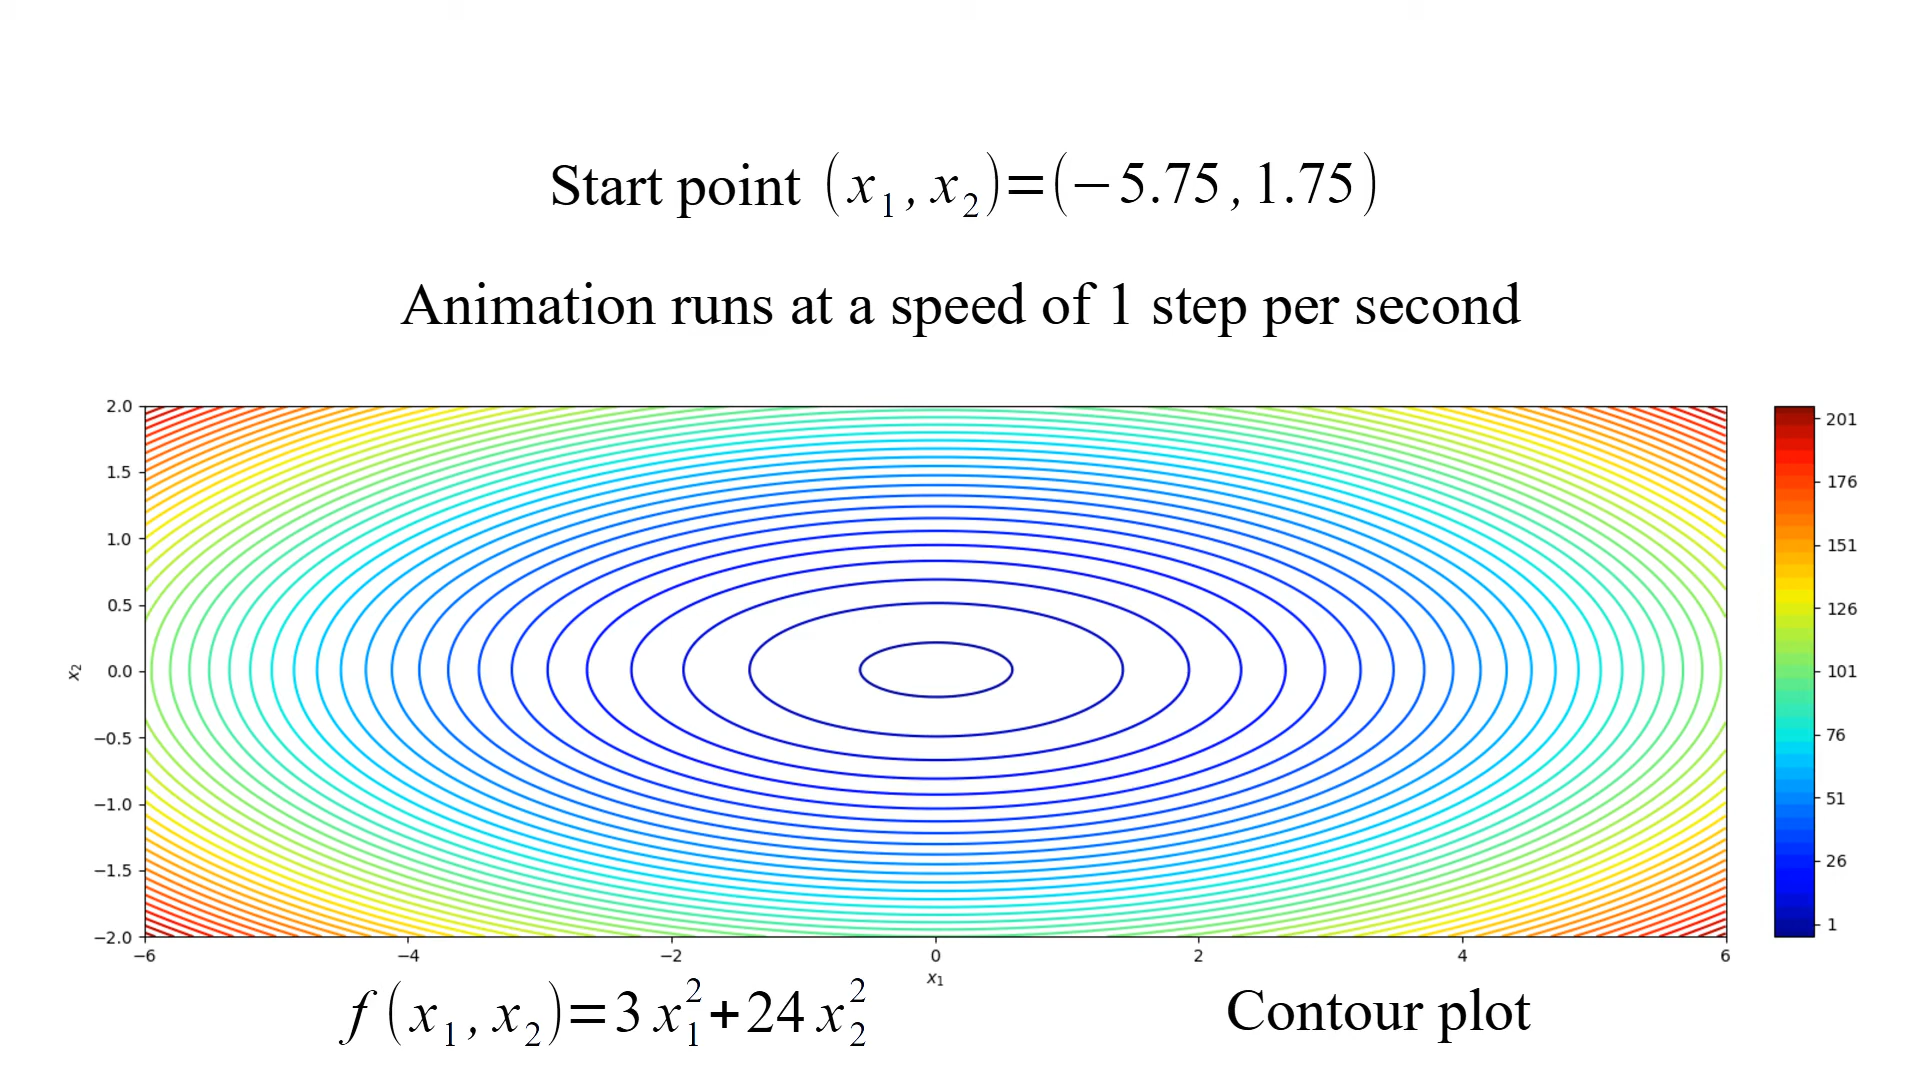 Start point (x₁, x₂)=(−5.75, 1.75)
Animation runs at a speed of 1 step per second
2.0
1.5
1.0
0.5
0.0
−0.5
−1.0
−1.5
−2.0
x₂
−6 −4 −2 0 2 4 6
x₁
201
176
151
126
101
76
51
26
1
f(x₁, x₂)=3x₁²+24x₂²
Contour plot